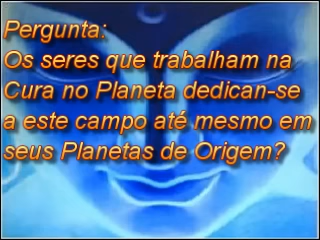 Pergunta:
Os seres que trabalham na
Cura no Planeta dedican-se
a este campo até mesmo em
seus Planetas de Origem?